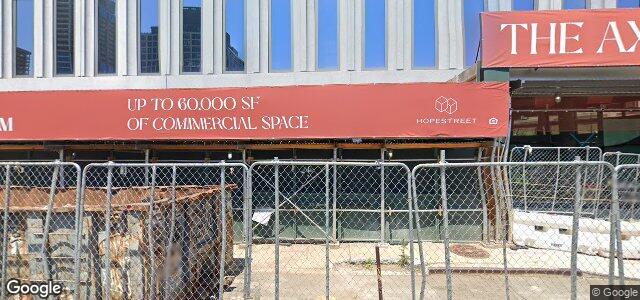 THE AX
UP TO 60,000 SF
OF COMMERCIAL SPACE
HOPESTREET
M
Google
© Google